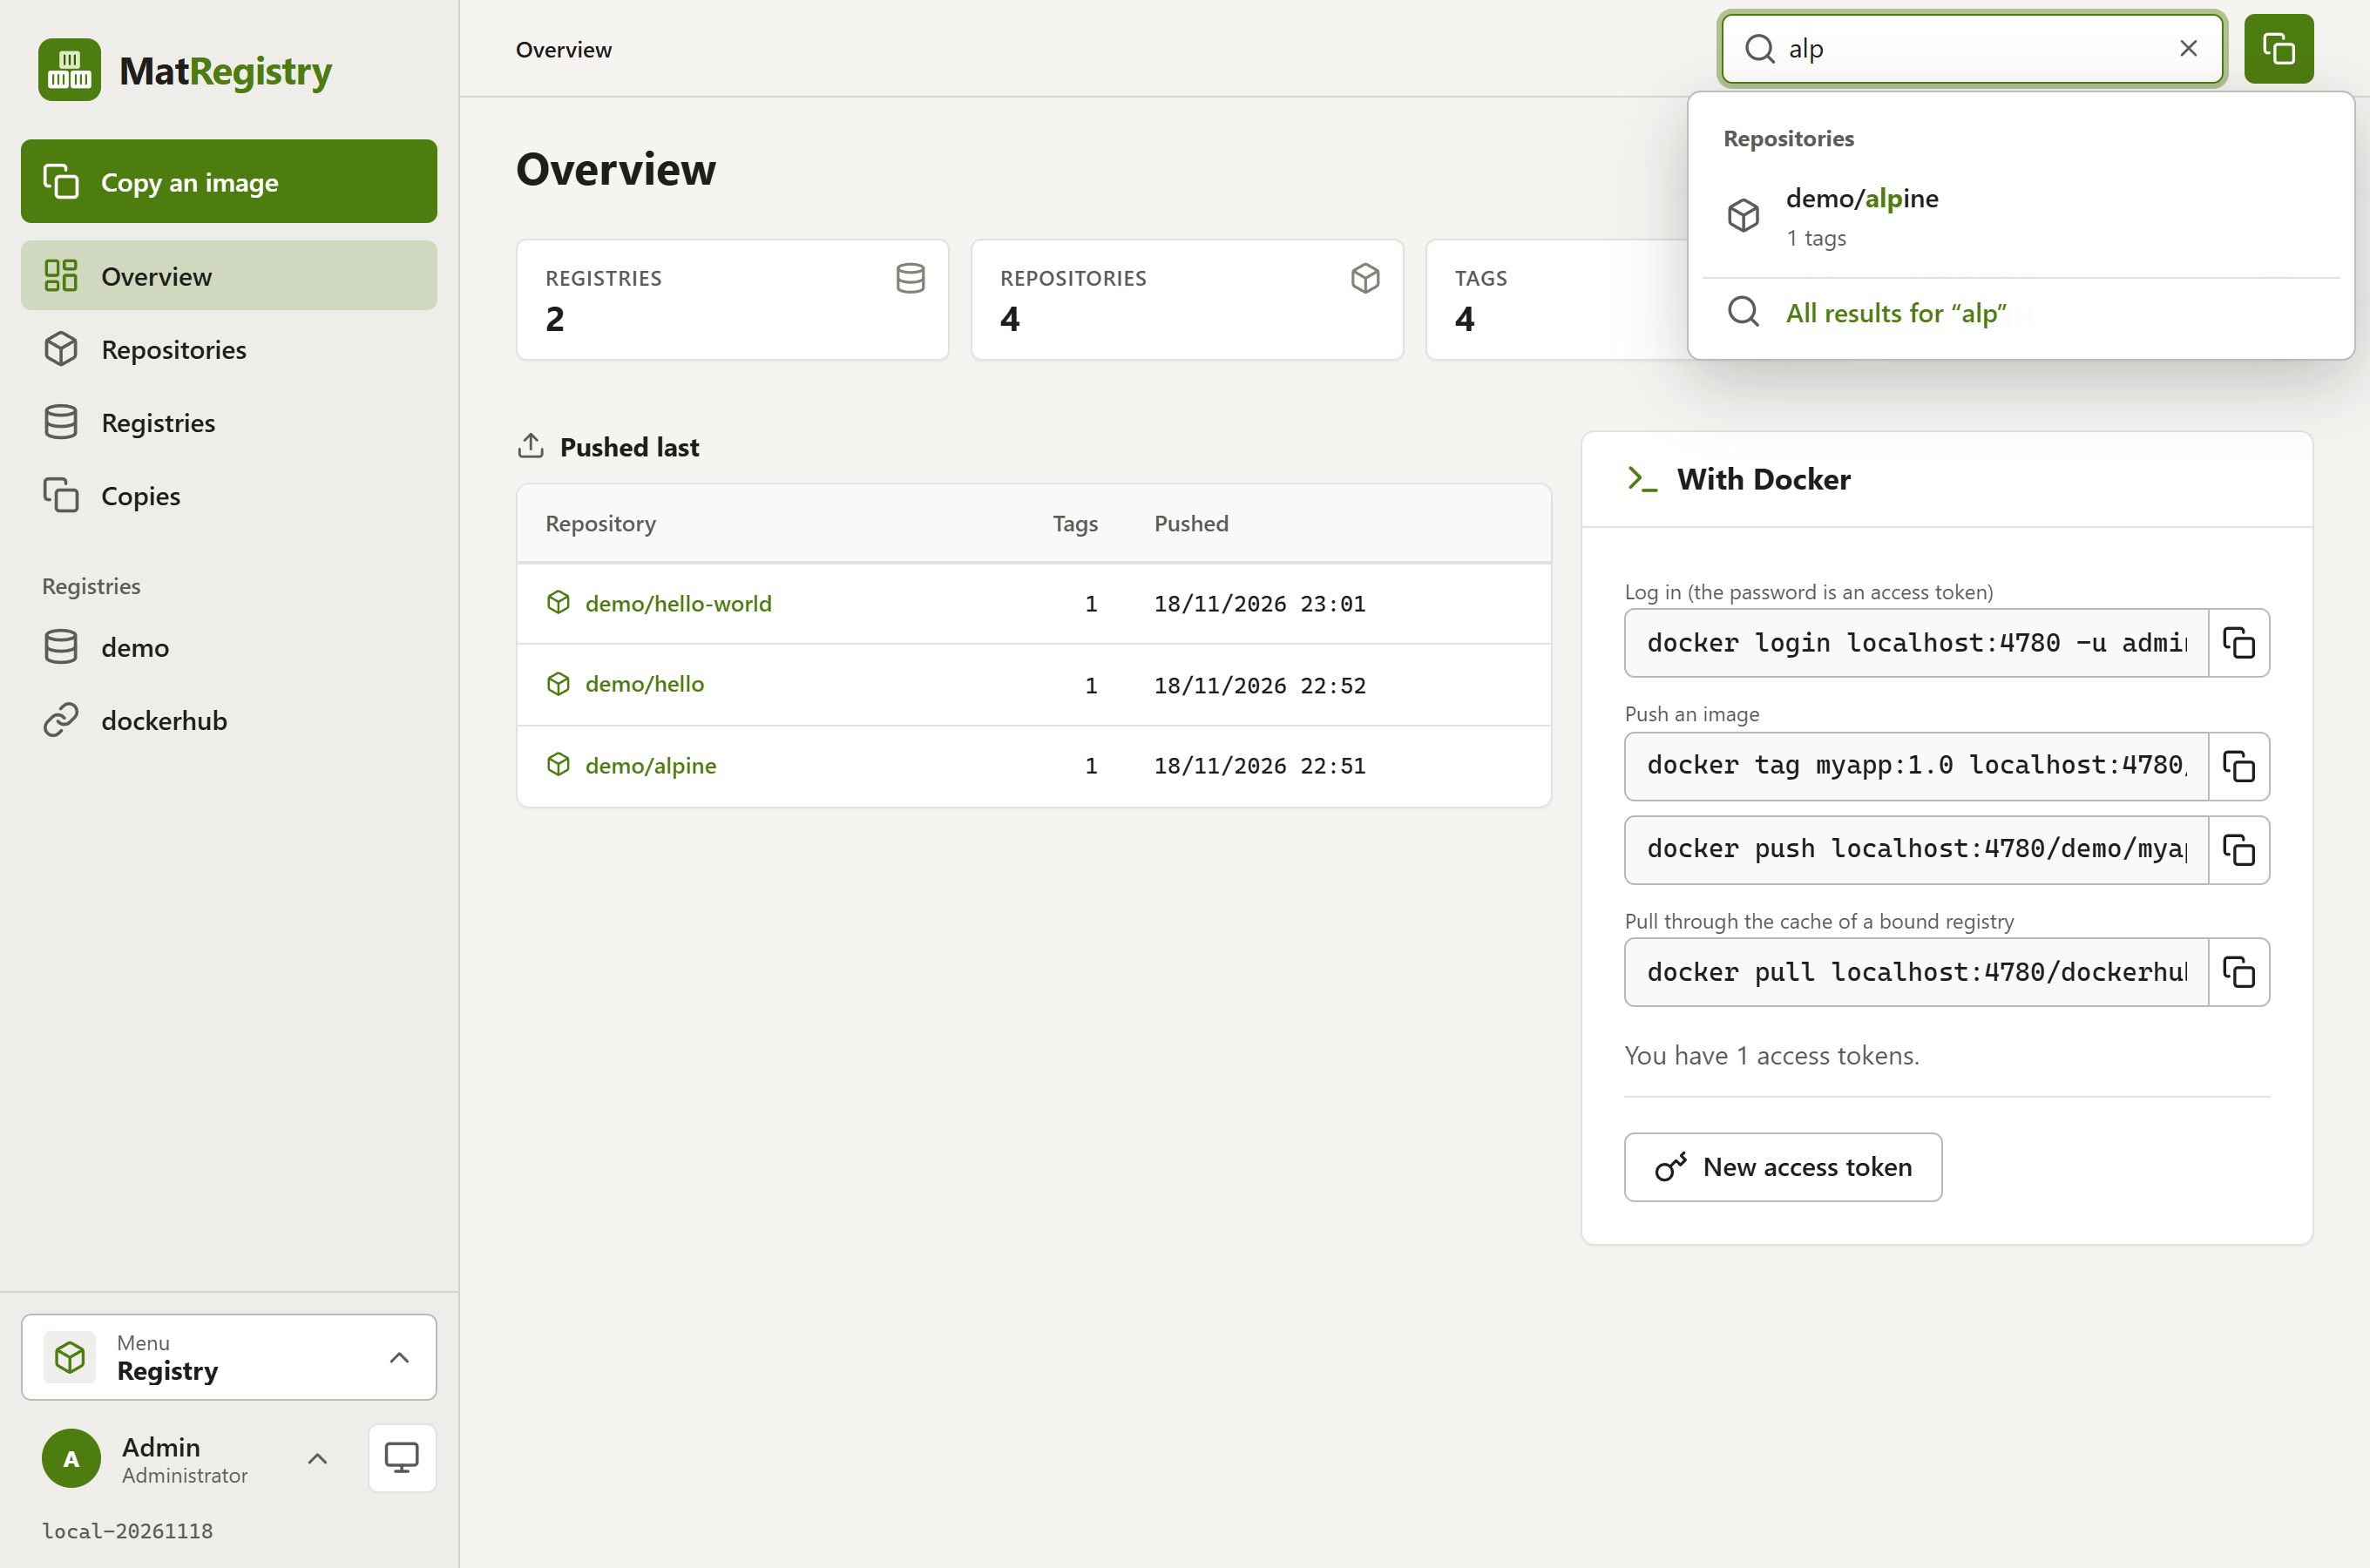 MatRegistry
Copy an image
Overview
Repositories
Registries
Copies
Registries
demo
dockerhub
Menu
Registry
A
Admin
Administrator
local-20261118
Overview
alp
Repositories
demo/alpine
1 tags
All results for “alp”
Overview
REGISTRIES
2
REPOSITORIES
4
TAGS
4
Pushed last
Repository Tags Pushed
demo/hello-world 1 18/11/2026 23:01
demo/hello 1 18/11/2026 22:52
demo/alpine 1 18/11/2026 22:51
With Docker
Log in (the password is an access token)
docker login localhost:4780 -u
Push an image
docker tag myapp:1.0 localhost:4780/
docker push localhost:4780/demo/
Pull through the cache of a bound registry
docker pull localhost:4780/
You have 1 access tokens.
New access token